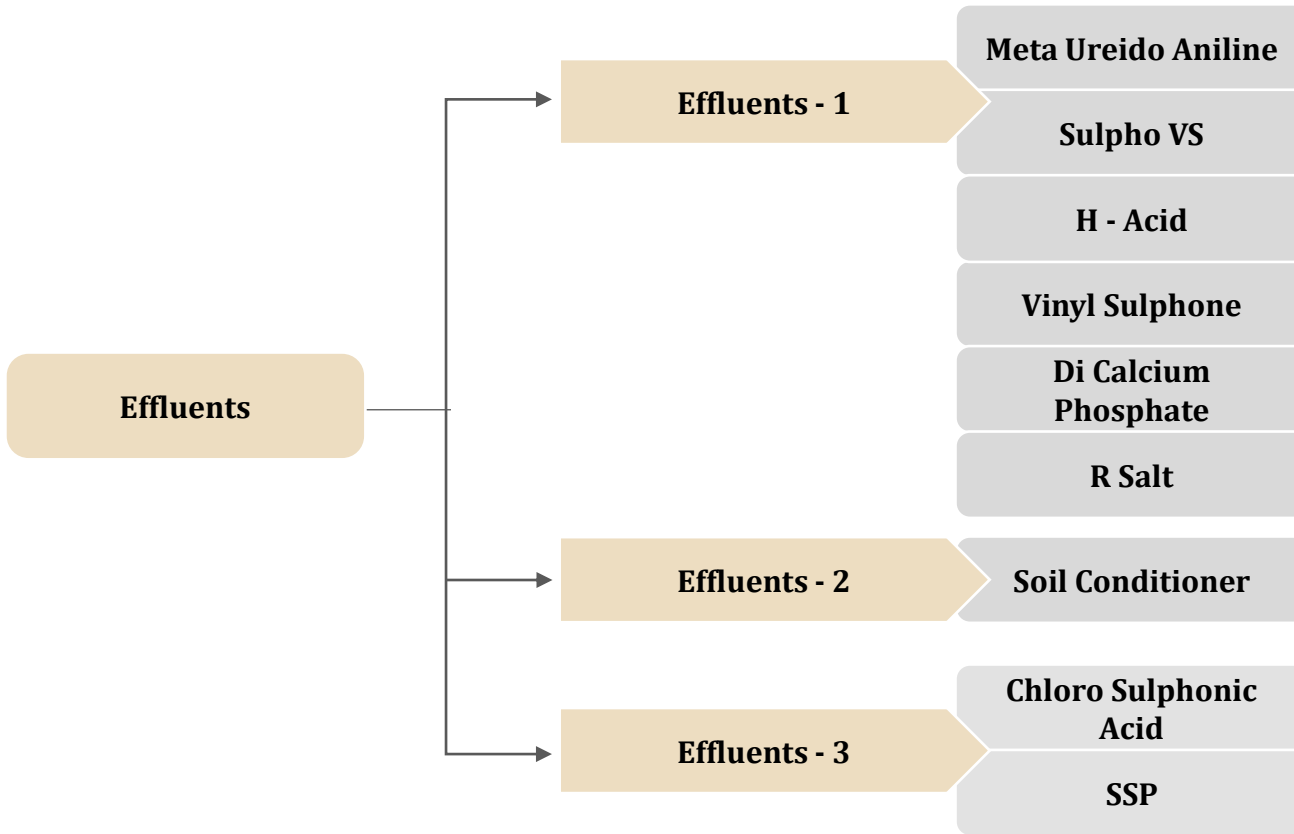 Effluents
Effluents - 1
Meta Ureido Aniline
Sulpho VS
H - Acid
Vinyl Sulphone
Di Calcium
Phosphate
R Salt
Effluents - 2
Soil Conditioner
Effluents - 3
Chloro Sulphonic
Acid
SSP